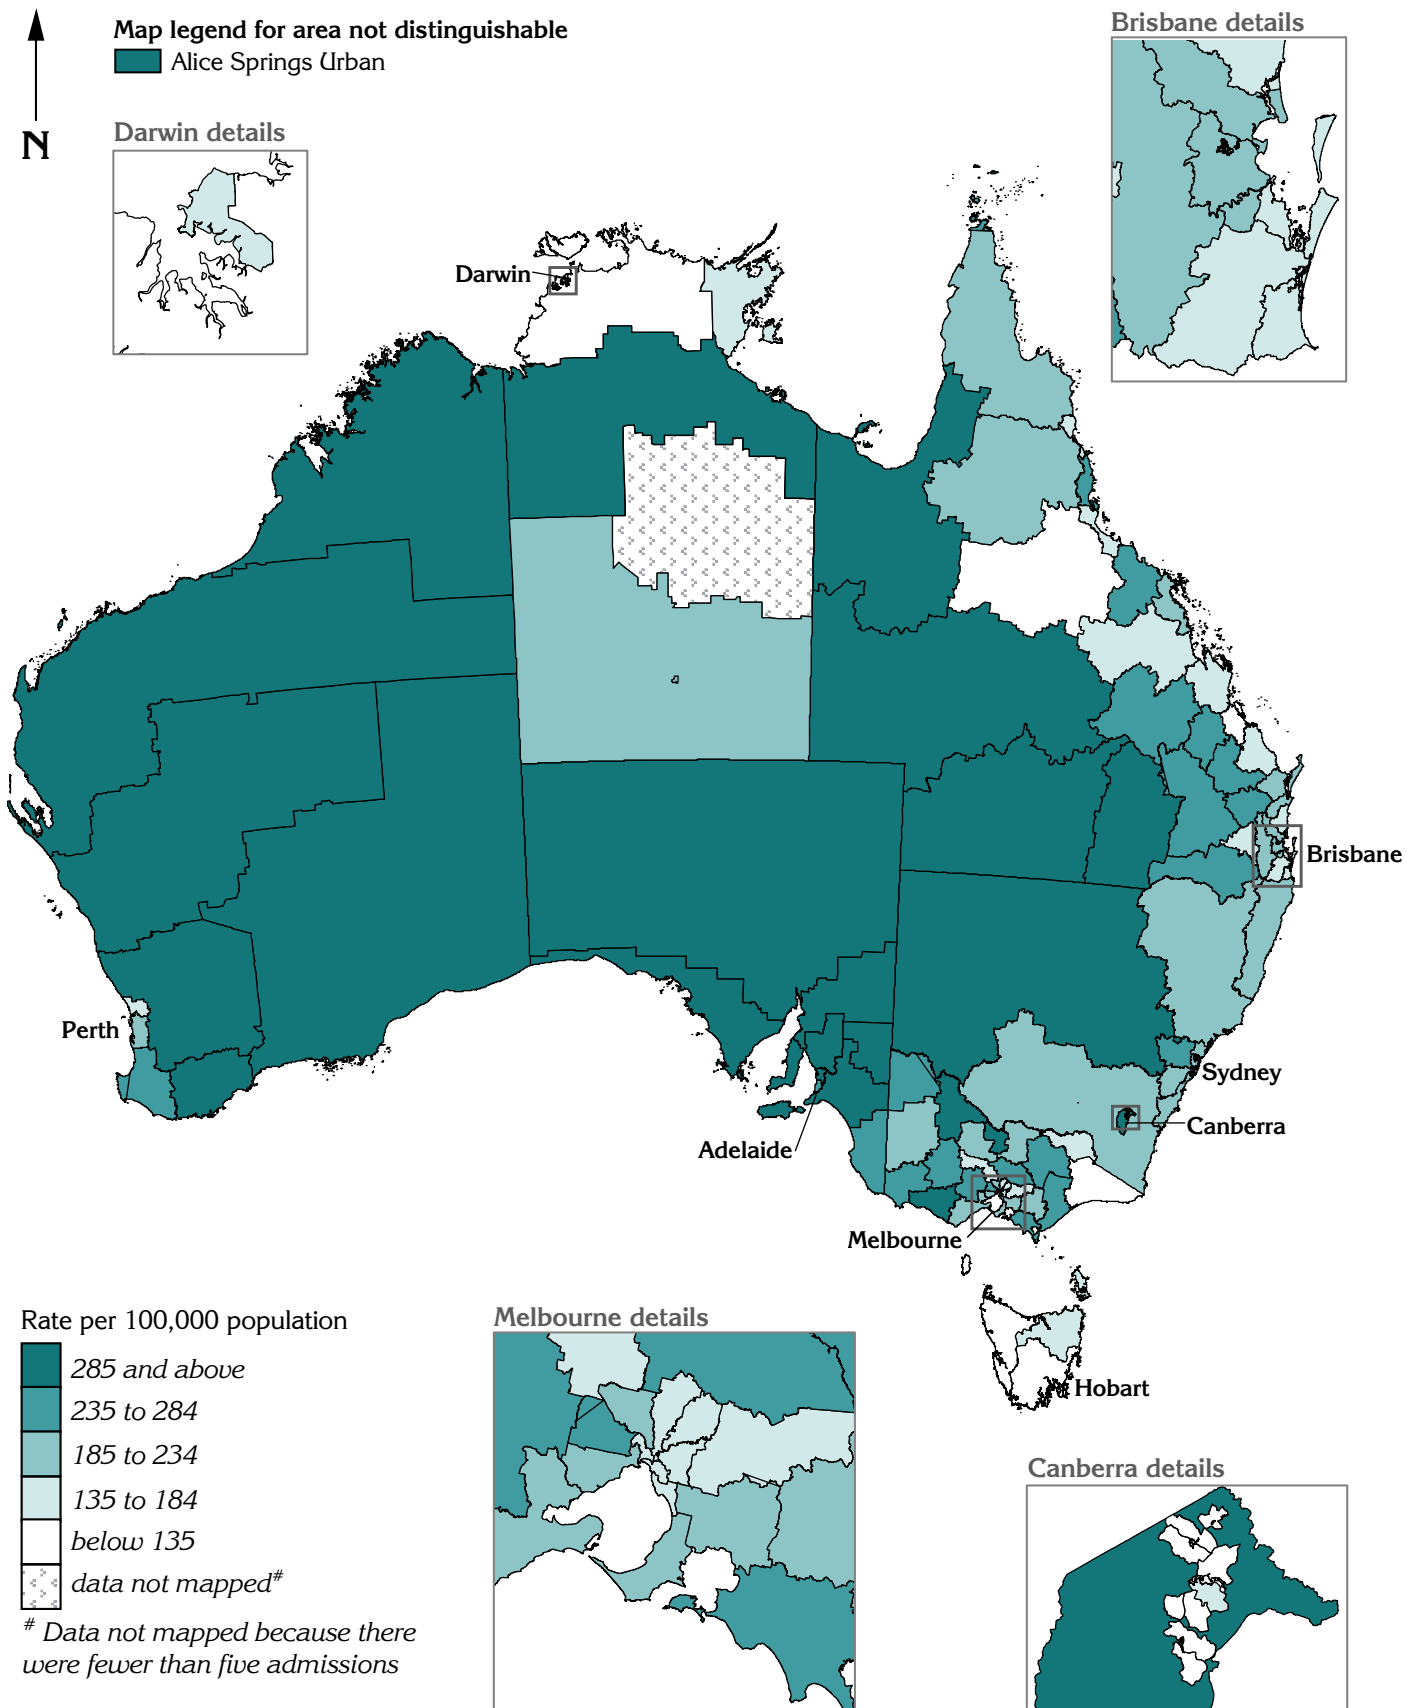 Map legend for area not distinguishable
Alice Springs Urban
Brisbane details
N
Darwin details
Darwin
Brisbane
Perth
Sydney
Canberra
Adelaide
Melbourne
Hobart
Rate per 100,000 population
285 and above
235 to 284
185 to 234
135 to 184
below 135
data not mapped#
# Data not mapped because there
were fewer than five admissions
Melbourne details
Canberra details